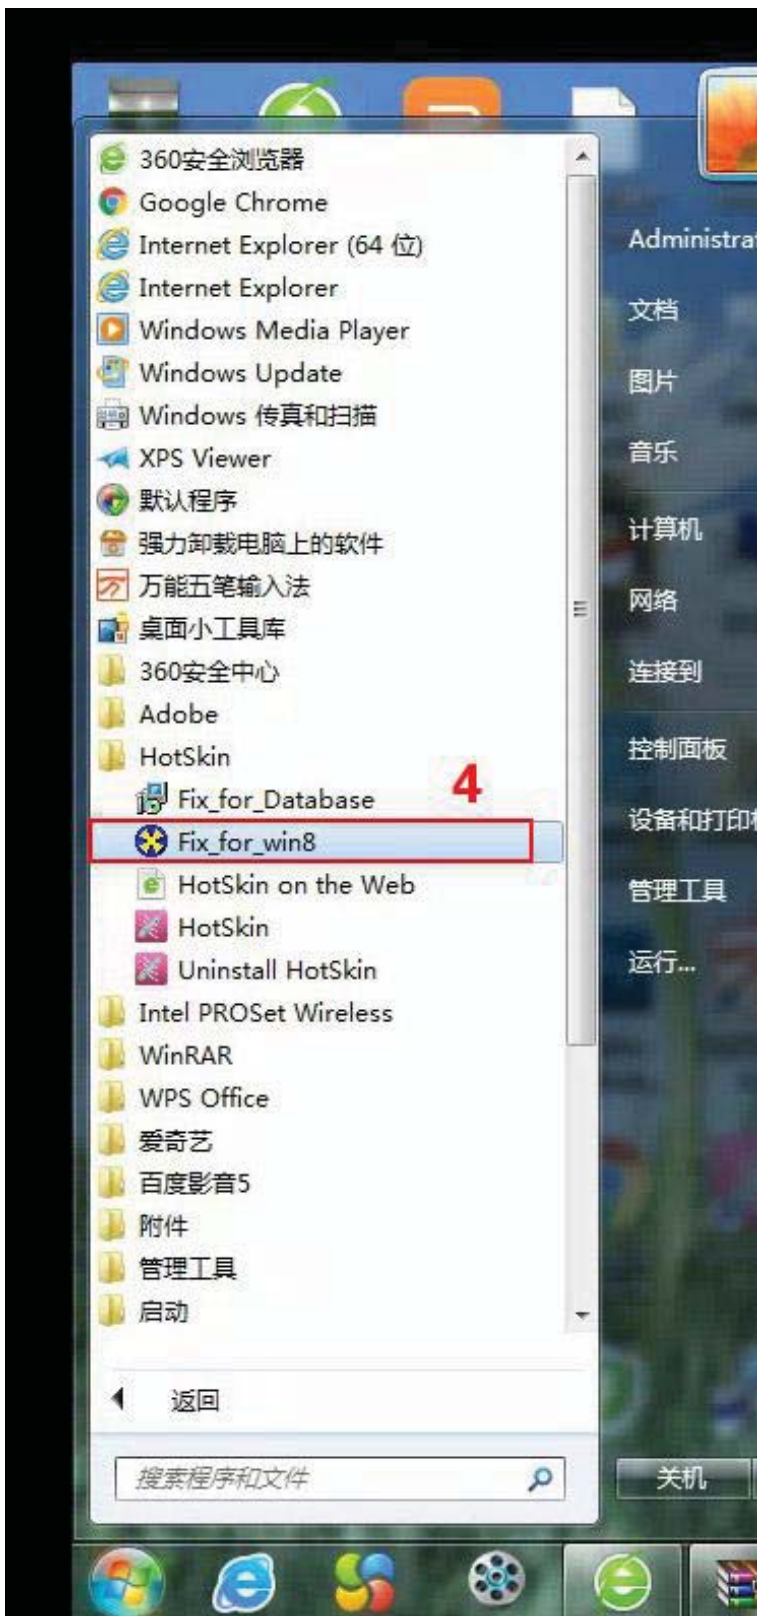 360安全浏览器
Google Chrome
Internet Explorer (64 位)
Internet Explorer
Windows Media Player
Windows Update
Windows 传真和扫描
XPS Viewer
默认程序
强力卸载电脑上的软件
万能五笔输入法
桌面小工具库
360安全中心
Adobe
HotSkin
4
Fix_for_Database
Fix_for_win8
HotSkin on the Web
HotSkin
Uninstall HotSkin
Intel PROSet Wireless
WinRAR
WPS Office
爱奇艺
百度影音5
附件
管理工具
启动
返回
搜索程序和文件
Administrat
文档
图片
音乐
计算机
网络
连接到
控制面板
设备和打印机
管理工具
运行...
关机